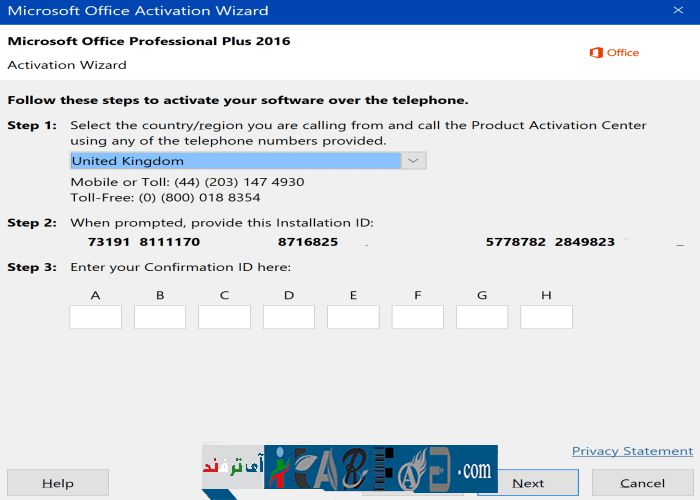 Microsoft Office Activation Wizard
Microsoft Office Professional Plus 2016
Office
Activation Wizard
Follow these steps to activate your software over the telephone.
Step 1: Select the country/region you are calling from and call the Product Activation Center
using any of the telephone numbers provided.
United Kingdom
Mobile or Toll: (44) (203) 147 4930
Toll-Free: (0) (800) 018 8354
Step 2: When prompted, provide this Installation ID:
73191 8111170 8716825 5778782 2849823
Step 3: Enter your Confirmation ID here:
A B C D E F G H
Privacy Statement
آی ترفند
.com
Help Next Cancel